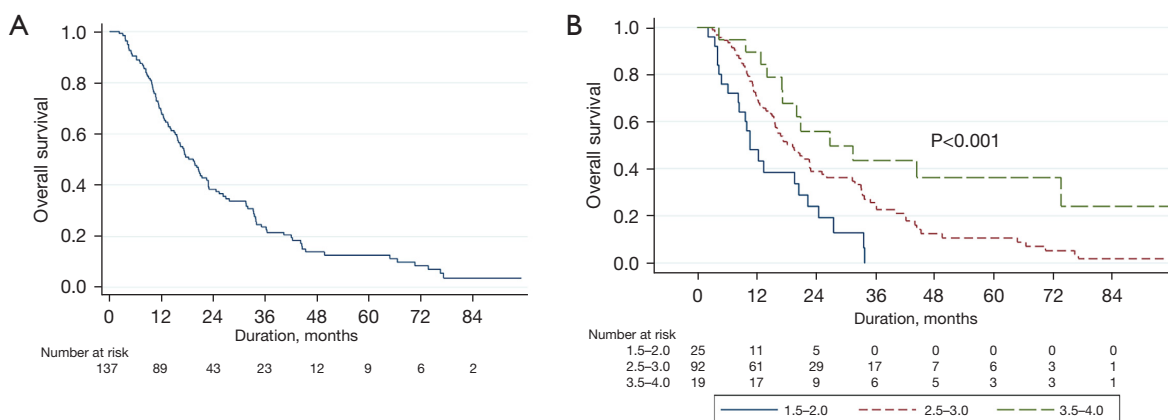 A
Overall survival
1.0
0.8
0.6
0.4
0.2
0.0
0 12 24 36 48 60 72 84
Duration, months
Number at risk
137 89 43 23 12 9 6 2
B
Overall survival
1.0
0.8
0.6
0.4
0.2
0.0
P<0.001
0 12 24 36 48 60 72 84
Duration, months
Number at risk
1.5–2.0 25 11 5 0 0 0 0 0
2.5–3.0 92 61 29 17 7 6 3 1
3.5–4.0 19 17 9 6 5 3 3 1
1.5–2.0 2.5–3.0 3.5–4.0